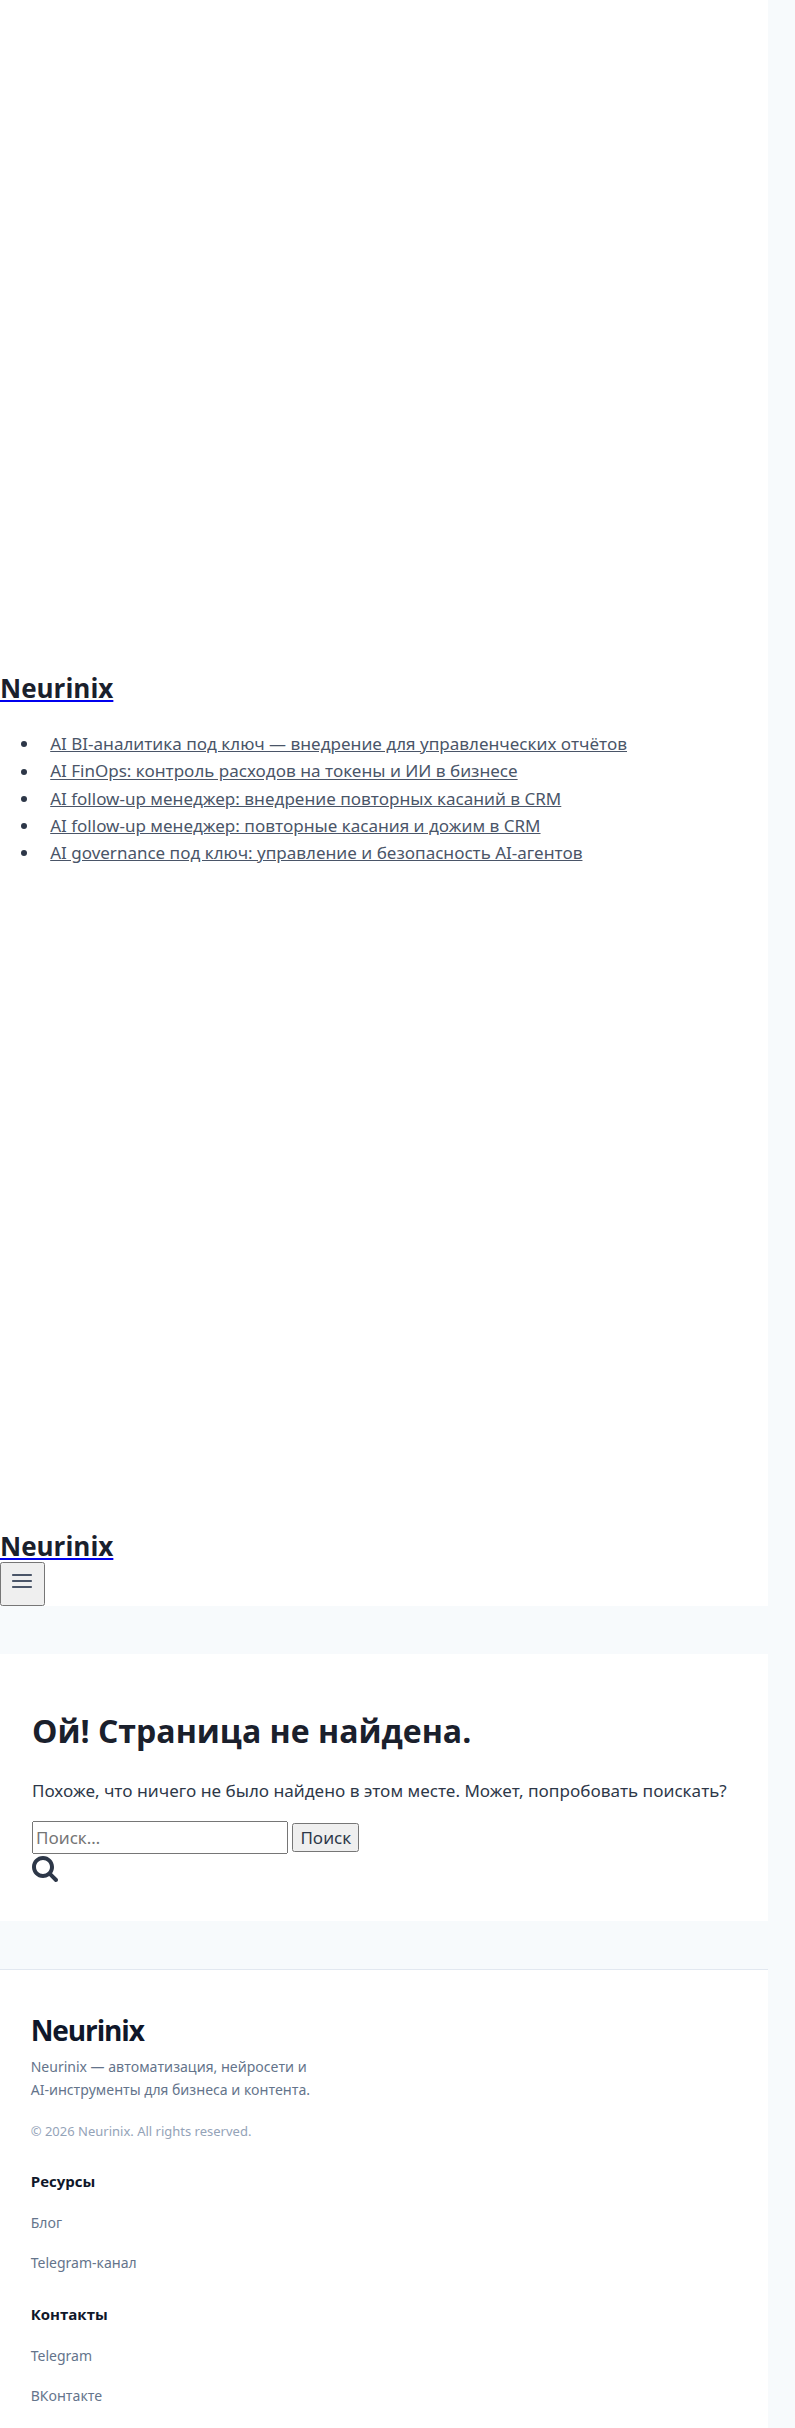 Neurinix
AI BI-аналитика под ключ — внедрение для управленческих отчётов
AI FinOps: контроль расходов на токены и ИИ в бизнесе
AI follow-up менеджер: внедрение повторных касаний в CRM
AI follow-up менеджер: повторные касания и дожим в CRM
AI governance под ключ: управление и безопасность AI-агентов
Neurinix
Ой! Страница не найдена.
Похоже, что ничего не было найдено в этом месте. Может, попробовать поискать?
Поиск... Поиск
Neurinix
Neurinix — автоматизация, нейросети и
AI-инструменты для бизнеса и контента.
© 2026 Neurinix. All rights reserved.
Ресурсы
Блог
Telegram-канал
Контакты
Telegram
ВКонтакте